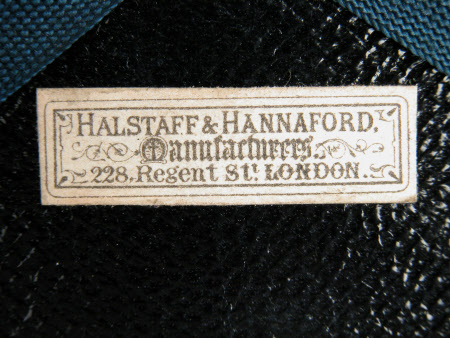 HALSTAFF & HANNAFORD.
Manufacturers.
228. Regent St. LONDON.